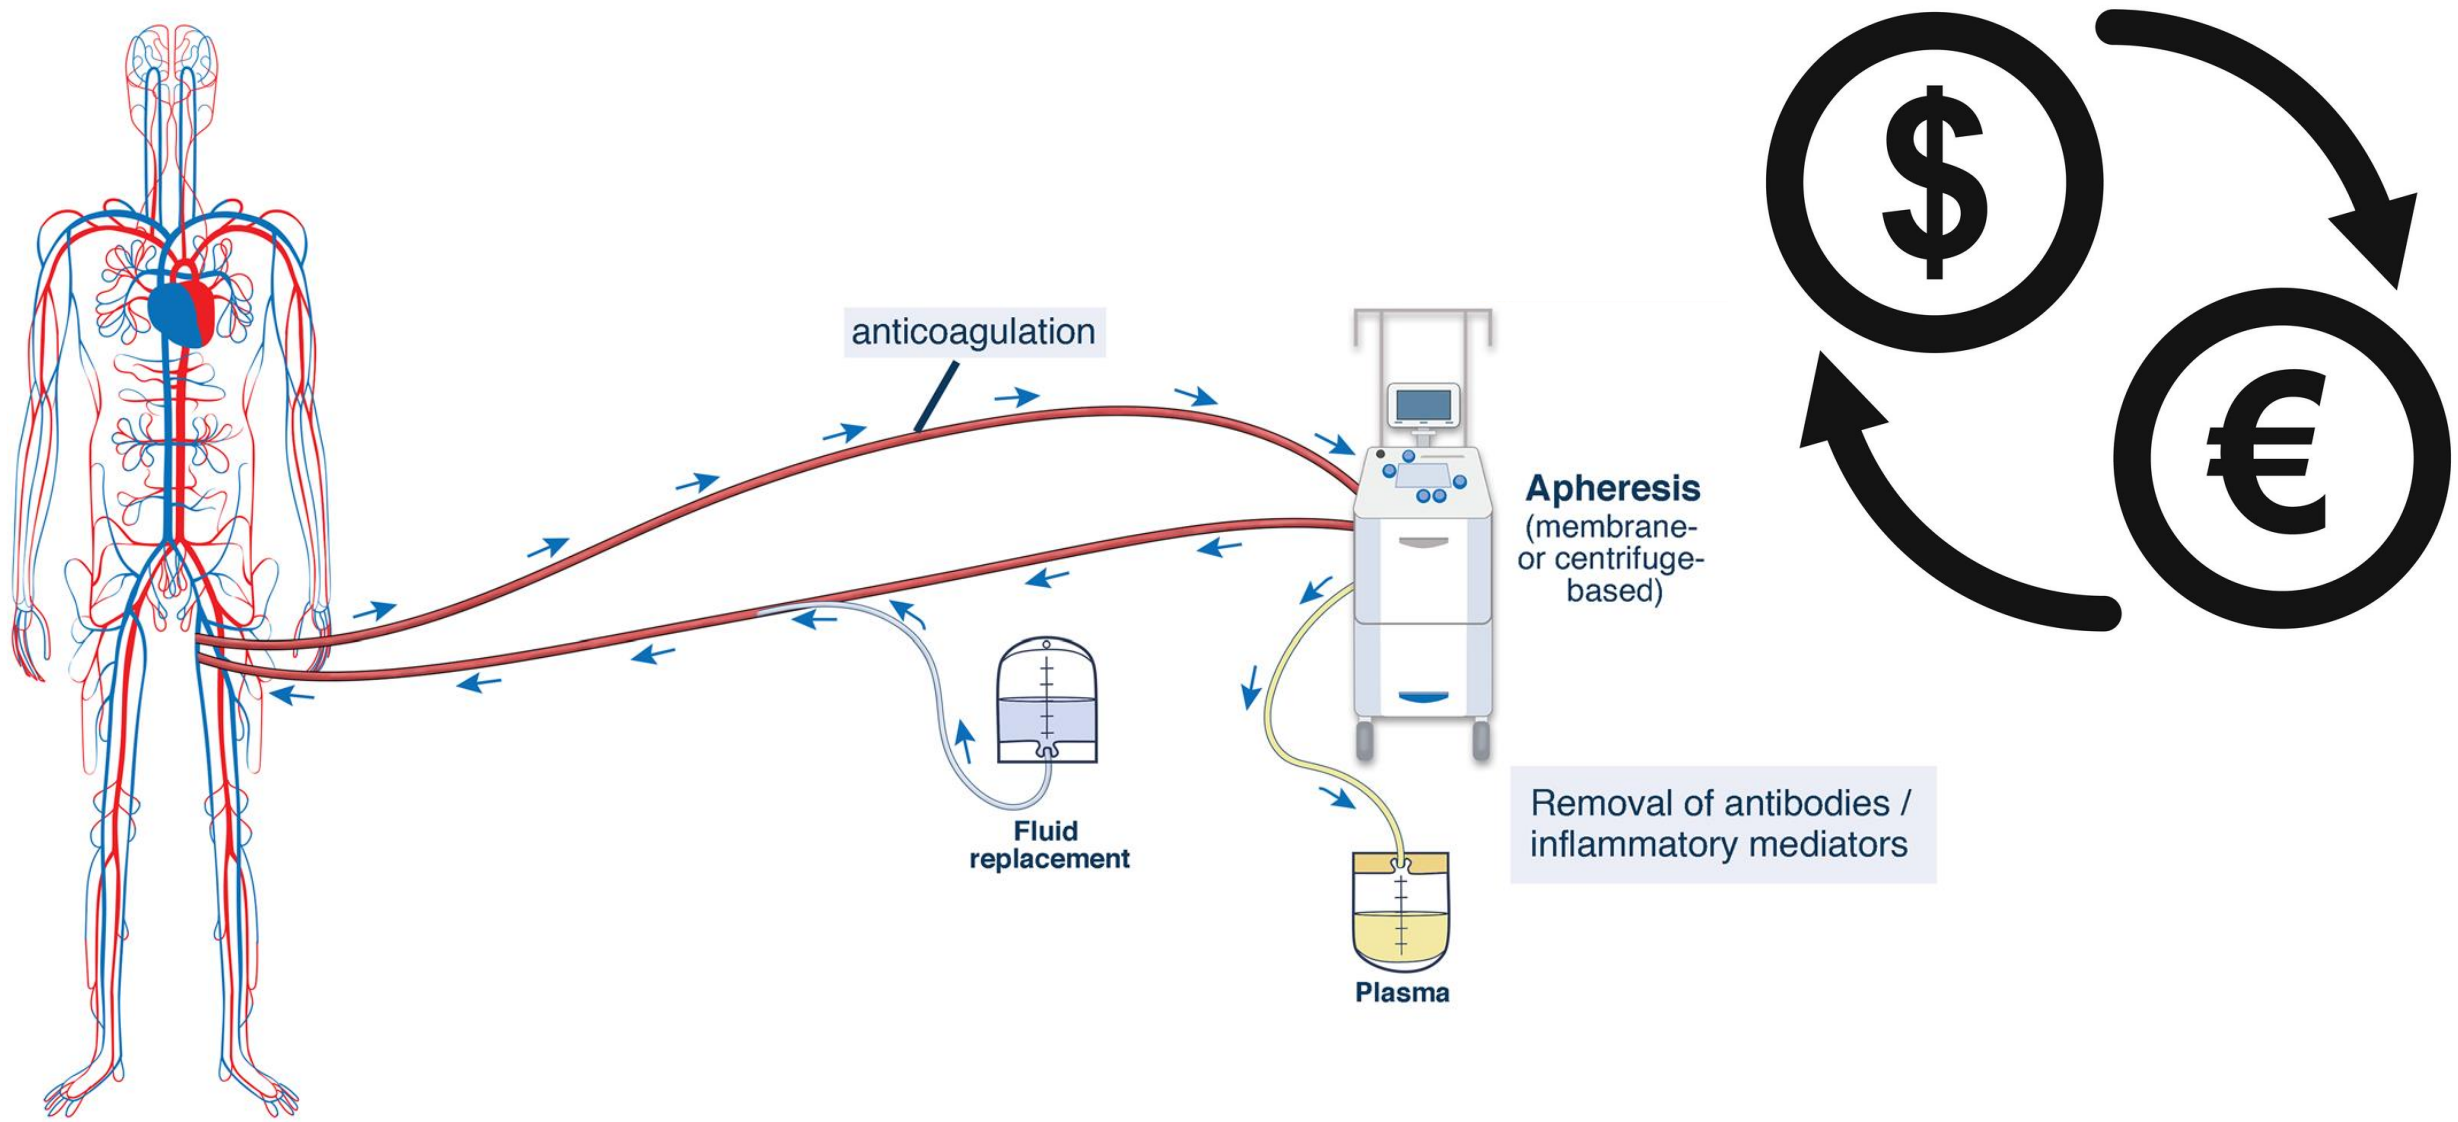 $
€
anticoagulation
Apheresis
(membrane-
or centrifuge-
based)
Fluid
replacement
Removal of antibodies /
inflammatory mediators
Plasma